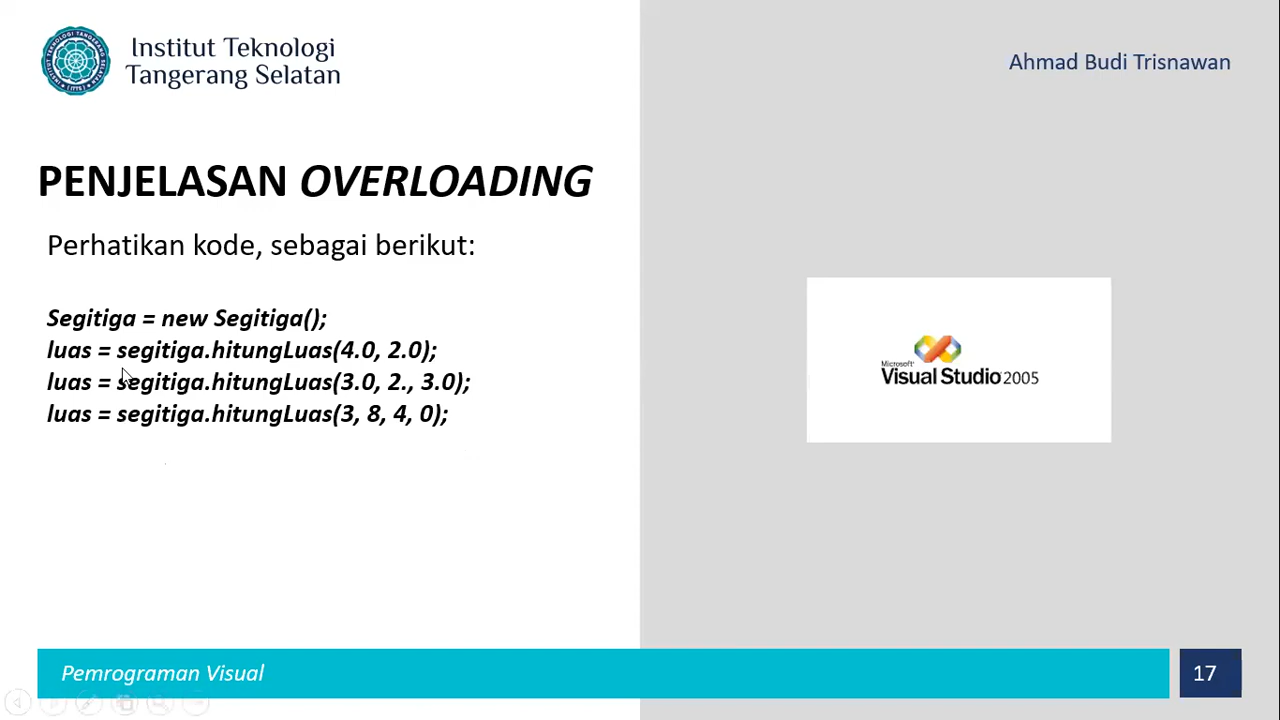 Institut Teknologi
Tangerang Selatan
Ahmad Budi Trisnawan
PENJELASAN OVERLOADING
Perhatikan kode, sebagai berikut:
Segitiga = new Segitiga();
luas = segitiga.hitungLuas(4.0, 2.0);
luas = segitiga.hitungLuas(3.0, 2., 3.0);
luas = segitiga.hitungLuas(3, 8, 4, 0);
Microsoft
Visual Studio 2005
Pemrograman Visual
17